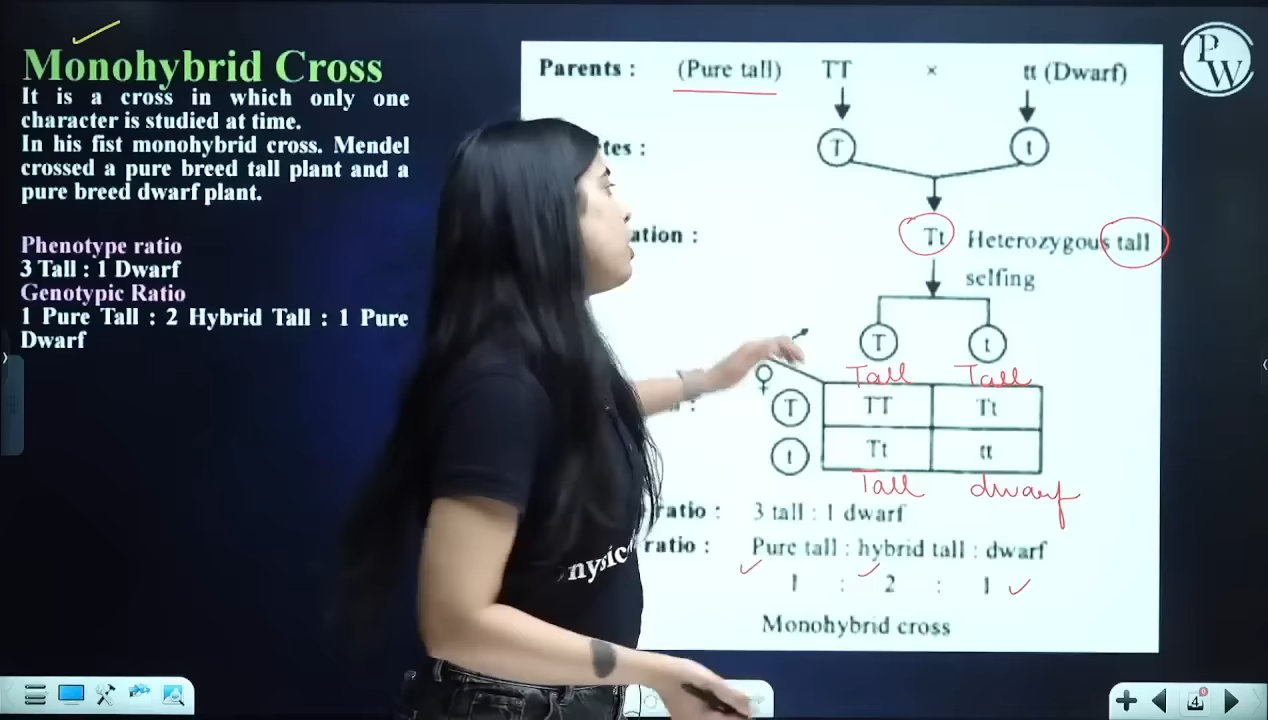 Monohybrid Cross
It is a cross in which only one
character is studied at time.
In his fist monohybrid cross. Mendel
crossed a pure breed tall plant and a
pure breed dwarf plant.
Phenotype ratio
3 Tall : 1 Dwarf
Genotypic Ratio
1 Pure Tall : 2 Hybrid Tall : 1 Pure
Dwarf
Parents : (Pure tall) TT × tt (Dwarf)
T t
Tt Heterozygous tall
selfing
T t
Tall Tall
♀
T TT Tt
t Tt tt
Tall dwarf
ratio : 3 tall : 1 dwarf
ratio : Pure tall : hybrid tall : dwarf
1 : 2 : 1
Monohybrid cross
PW
4